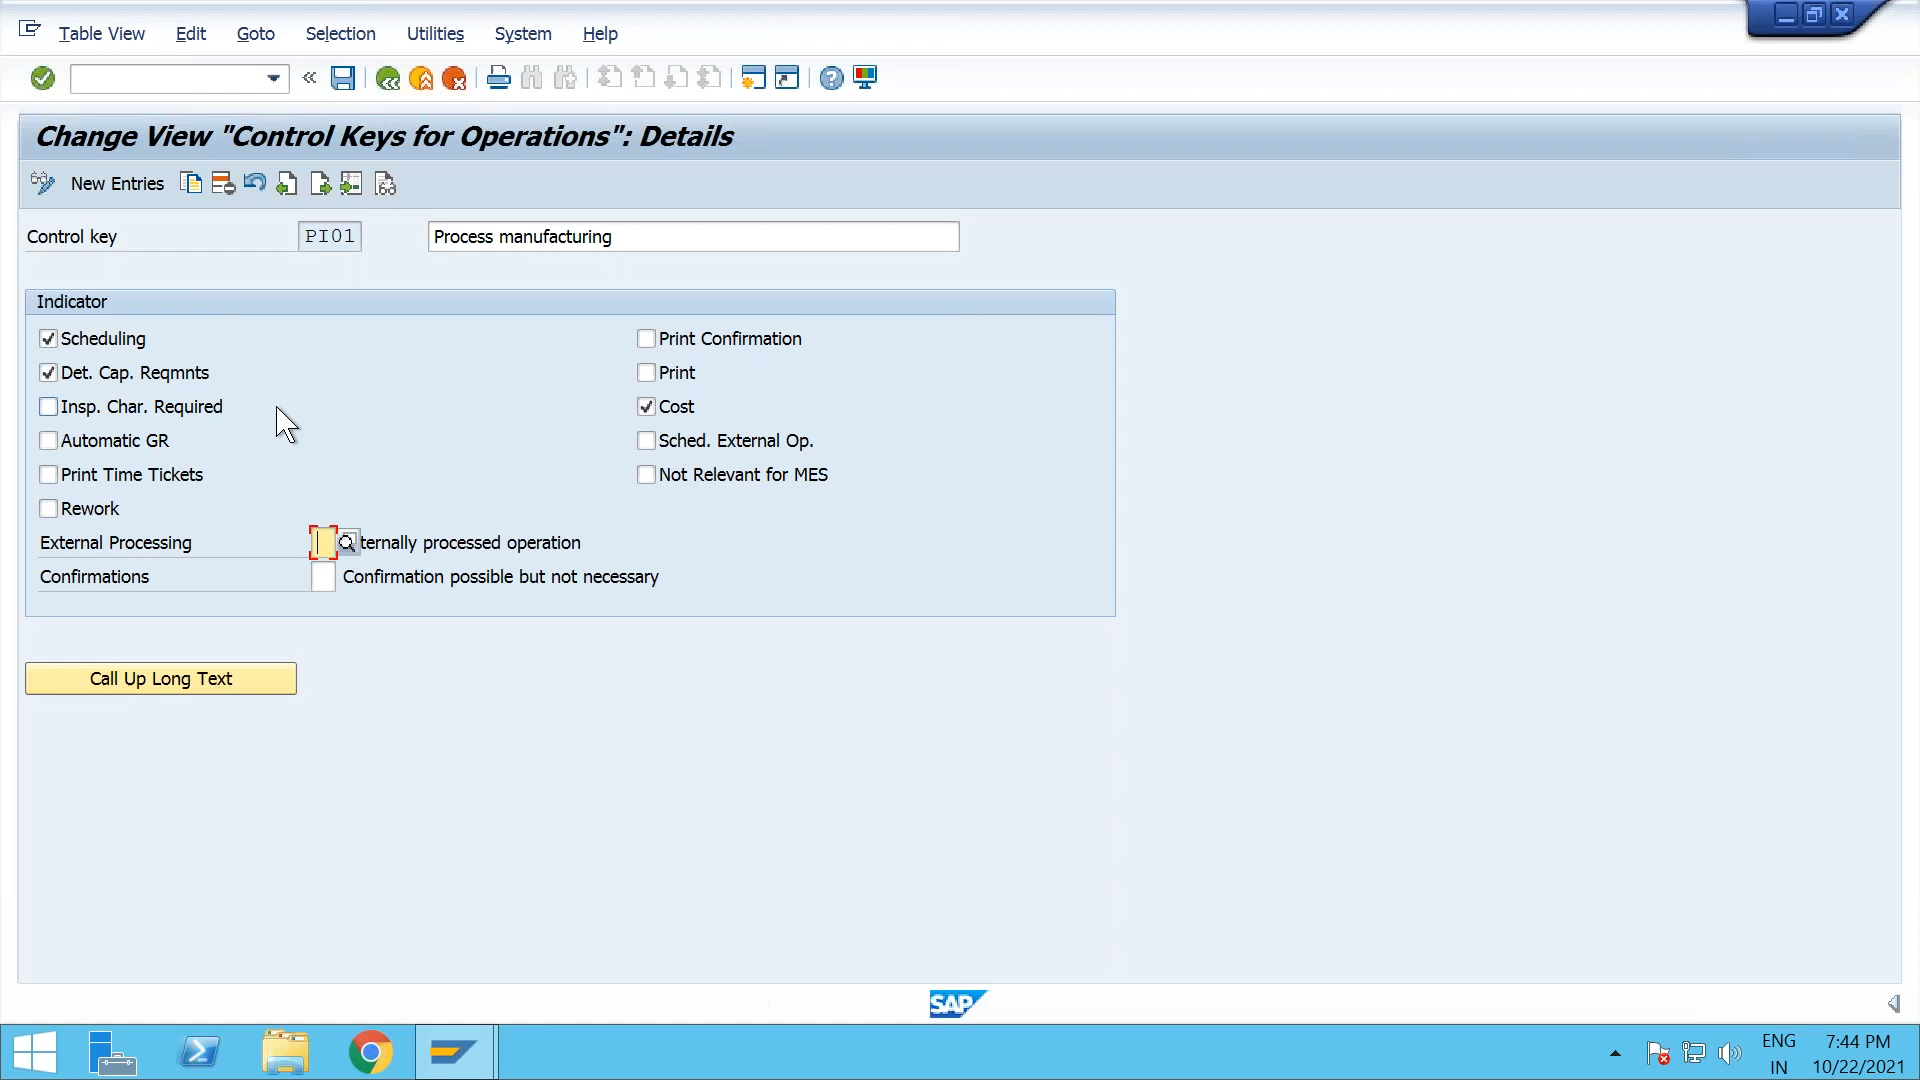 Table View Edit Goto Selection Utilities System Help
Change View "Control Keys for Operations": Details
New Entries
Control key PI01 Process manufacturing
Indicator
Scheduling Print Confirmation
Det. Cap. Reqmnts Print
Insp. Char. Required Cost
Automatic GR Sched. External Op.
Print Time Tickets Not Relevant for MES
Rework
External Processing ternally processed operation
Confirmations Confirmation possible but not necessary
Call Up Long Text
SAP
ENG 7:44 PM
IN 10/22/2021